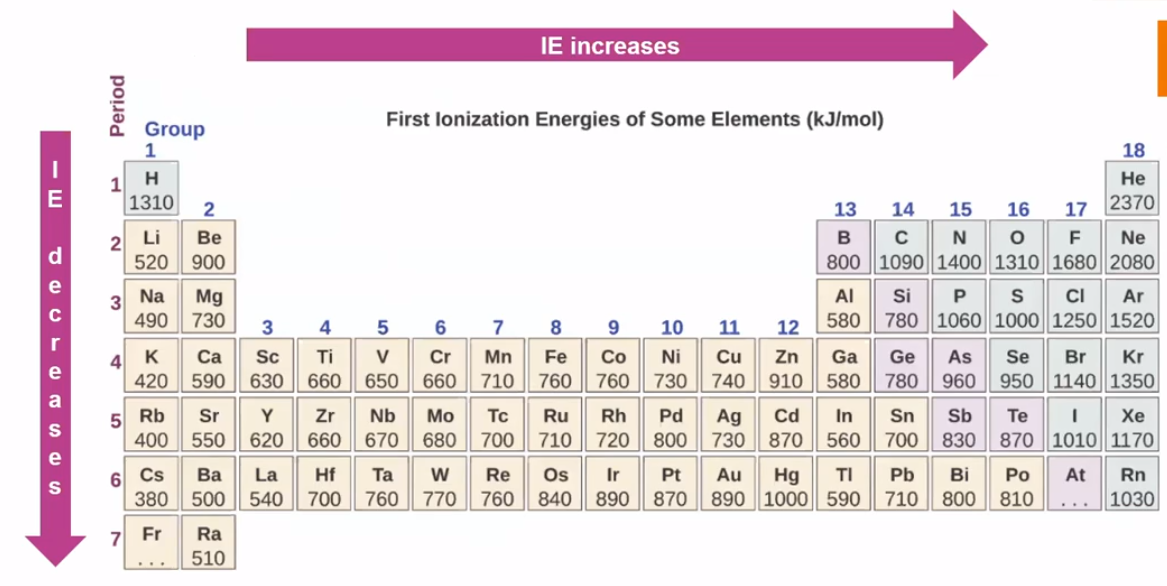 IE increases
First Ionization Energies of Some Elements (kJ/mol)
Period
Group
IE decreases
1 18
1 H He
1310 2370
2 13 14 15 16 17
2 Li Be B C N O F Ne
520 900 800 1090 1400 1310 1680 2080
3 Na Mg Al Si P S Cl Ar
490 730 580 780 1060 1000 1250 1520
3 4 5 6 7 8 9 10 11 12
4 K Ca Sc Ti V Cr Mn Fe Co Ni Cu Zn Ga Ge As Se Br Kr
420 590 630 660 650 660 710 760 760 730 740 910 580 780 960 950 1140 1350
5 Rb Sr Y Zr Nb Mo Tc Ru Rh Pd Ag Cd In Sn Sb Te I Xe
400 550 620 660 670 680 700 710 720 800 730 870 560 700 830 870 1010 1170
6 Cs Ba La Hf Ta W Re Os Ir Pt Au Hg Tl Pb Bi Po At Rn
380 500 540 700 760 770 760 840 890 870 890 1000 590 710 800 810 . . . 1030
7 Fr Ra
. . . 510